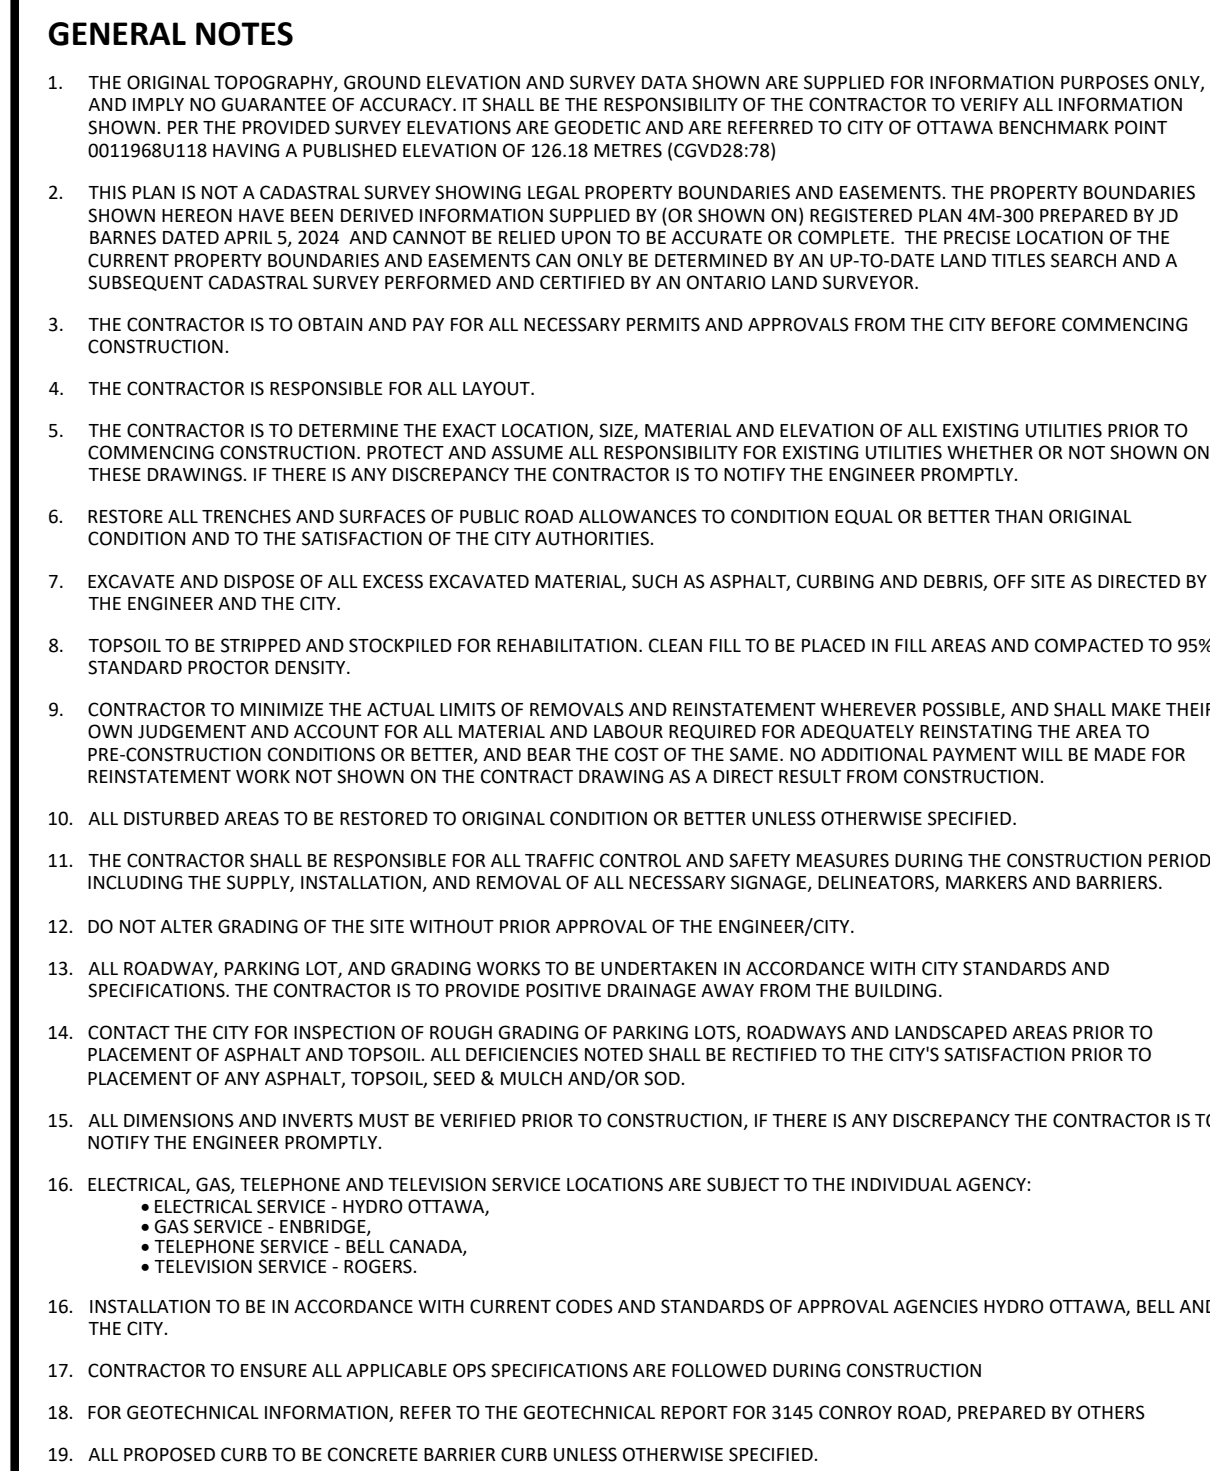 GENERAL NOTES
1. THE ORIGINAL TOPOGRAPHY, GROUND ELEVATION AND SURVEY DATA SHOWN ARE SUPPLIED FOR INFORMATION PURPOSES ONLY,
AND IMPLY NO GUARANTEE OF ACCURACY. IT SHALL BE THE RESPONSIBILITY OF THE CONTRACTOR TO VERIFY ALL INFORMATION
SHOWN. PER THE PROVIDED SURVEY ELEVATIONS ARE GEODETIC AND ARE REFERRED TO CITY OF OTTAWA BENCHMARK POINT
0011968U118 HAVING A PUBLISHED ELEVATION OF 126.18 METRES (CGVD28:78)
2. THIS PLAN IS NOT A CADASTRAL SURVEY SHOWING LEGAL PROPERTY BOUNDARIES AND EASEMENTS. THE PROPERTY BOUNDARIES
SHOWN HEREON HAVE BEEN DERIVED INFORMATION SUPPLIED BY (OR SHOWN ON) REGISTERED PLAN 4M-300 PREPARED BY JD
BARNES DATED APRIL 5, 2024 AND CANNOT BE RELIED UPON TO BE ACCURATE OR COMPLETE. THE PRECISE LOCATION OF THE
CURRENT PROPERTY BOUNDARIES AND EASEMENTS CAN ONLY BE DETERMINED BY AN UP-TO-DATE LAND TITLES SEARCH AND A
SUBSEQUENT CADASTRAL SURVEY PERFORMED AND CERTIFIED BY AN ONTARIO LAND SURVEYOR.
3. THE CONTRACTOR IS TO OBTAIN AND PAY FOR ALL NECESSARY PERMITS AND APPROVALS FROM THE CITY BEFORE COMMENCING
CONSTRUCTION.
4. THE CONTRACTOR IS RESPONSIBLE FOR ALL LAYOUT.
5. THE CONTRACTOR IS TO DETERMINE THE EXACT LOCATION, SIZE, MATERIAL AND ELEVATION OF ALL EXISTING UTILITIES PRIOR TO
COMMENCING CONSTRUCTION. PROTECT AND ASSUME ALL RESPONSIBILITY FOR EXISTING UTILITIES WHETHER OR NOT SHOWN ON
THESE DRAWINGS. IF THERE IS ANY DISCREPANCY THE CONTRACTOR IS TO NOTIFY THE ENGINEER PROMPTLY.
6. RESTORE ALL TRENCHES AND SURFACES OF PUBLIC ROAD ALLOWANCES TO CONDITION EQUAL OR BETTER THAN ORIGINAL
CONDITION AND TO THE SATISFACTION OF THE CITY AUTHORITIES.
7. EXCAVATE AND DISPOSE OF ALL EXCESS EXCAVATED MATERIAL, SUCH AS ASPHALT, CURBING AND DEBRIS, OFF SITE AS DIRECTED BY
THE ENGINEER AND THE CITY.
8. TOPSOIL TO BE STRIPPED AND STOCKPILED FOR REHABILITATION. CLEAN FILL TO BE PLACED IN FILL AREAS AND COMPACTED TO 95%
STANDARD PROCTOR DENSITY.
9. CONTRACTOR TO MINIMIZE THE ACTUAL LIMITS OF REMOVALS AND REINSTATEMENT WHEREVER POSSIBLE, AND SHALL MAKE THEIR
OWN JUDGEMENT AND ACCOUNT FOR ALL MATERIAL AND LABOUR REQUIRED FOR ADEQUATELY REINSTATING THE AREA TO
PRE-CONSTRUCTION CONDITIONS OR BETTER, AND BEAR THE COST OF THE SAME. NO ADDITIONAL PAYMENT WILL BE MADE FOR
REINSTATEMENT WORK NOT SHOWN ON THE CONTRACT DRAWING AS A DIRECT RESULT FROM CONSTRUCTION.
10. ALL DISTURBED AREAS TO BE RESTORED TO ORIGINAL CONDITION OR BETTER UNLESS OTHERWISE SPECIFIED.
11. THE CONTRACTOR SHALL BE RESPONSIBLE FOR ALL TRAFFIC CONTROL AND SAFETY MEASURES DURING THE CONSTRUCTION PERIOD
INCLUDING THE SUPPLY, INSTALLATION, AND REMOVAL OF ALL NECESSARY SIGNAGE, DELINEATORS, MARKERS AND BARRIERS.
12. DO NOT ALTER GRADING OF THE SITE WITHOUT PRIOR APPROVAL OF THE ENGINEER/CITY.
13. ALL ROADWAY, PARKING LOT, AND GRADING WORKS TO BE UNDERTAKEN IN ACCORDANCE WITH CITY STANDARDS AND
SPECIFICATIONS. THE CONTRACTOR IS TO PROVIDE POSITIVE DRAINAGE AWAY FROM THE BUILDING.
14. CONTACT THE CITY FOR INSPECTION OF ROUGH GRADING OF PARKING LOTS, ROADWAYS AND LANDSCAPED AREAS PRIOR TO
PLACEMENT OF ASPHALT AND TOPSOIL. ALL DEFICIENCIES NOTED SHALL BE RECTIFIED TO THE CITY'S SATISFACTION PRIOR TO
PLACEMENT OF ANY ASPHALT, TOPSOIL, SEED & MULCH AND/OR SOD.
15. ALL DIMENSIONS AND INVERTS MUST BE VERIFIED PRIOR TO CONSTRUCTION, IF THERE IS ANY DISCREPANCY THE CONTRACTOR IS TO
NOTIFY THE ENGINEER PROMPTLY.
16. ELECTRICAL, GAS, TELEPHONE AND TELEVISION SERVICE LOCATIONS ARE SUBJECT TO THE INDIVIDUAL AGENCY:
• ELECTRICAL SERVICE - HYDRO OTTAWA,
• GAS SERVICE - ENBRIDGE,
• TELEPHONE SERVICE - BELL CANADA,
• TELEVISION SERVICE - ROGERS.
16. INSTALLATION TO BE IN ACCORDANCE WITH CURRENT CODES AND STANDARDS OF APPROVAL AGENCIES HYDRO OTTAWA, BELL AND
THE CITY.
17. CONTRACTOR TO ENSURE ALL APPLICABLE OPS SPECIFICATIONS ARE FOLLOWED DURING CONSTRUCTION
18. FOR GEOTECHNICAL INFORMATION, REFER TO THE GEOTECHNICAL REPORT FOR 3145 CONROY ROAD, PREPARED BY OTHERS
19. ALL PROPOSED CURB TO BE CONCRETE BARRIER CURB UNLESS OTHERWISE SPECIFIED.